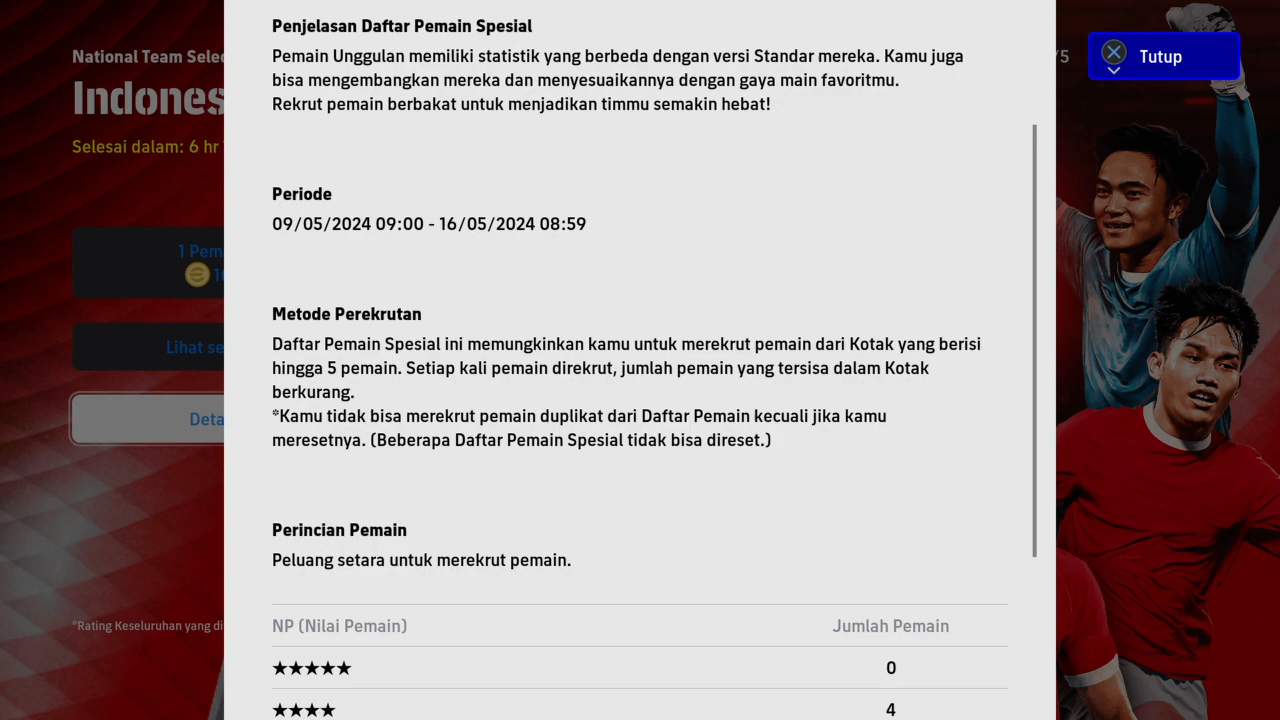 National Team Selec
Indones
Selesai dalam: 6 hr
1 Pem
Lihat se
Deta
*Rating Keseluruhan yang di
Penjelasan Daftar Pemain Spesial
Pemain Unggulan memiliki statistik yang berbeda dengan versi Standar mereka. Kamu juga
bisa mengembangkan mereka dan menyesuaikannya dengan gaya main favoritmu.
Rekrut pemain berbakat untuk menjadikan timmu semakin hebat!
Periode
09/05/2024 09:00 - 16/05/2024 08:59
Metode Perekrutan
Daftar Pemain Spesial ini memungkinkan kamu untuk merekrut pemain dari Kotak yang berisi
hingga 5 pemain. Setiap kali pemain direkrut, jumlah pemain yang tersisa dalam Kotak
berkurang.
*Kamu tidak bisa merekrut pemain duplikat dari Daftar Pemain kecuali jika kamu
meresetnya. (Beberapa Daftar Pemain Spesial tidak bisa direset.)
Perincian Pemain
Peluang setara untuk merekrut pemain.
NP (Nilai Pemain) Jumlah Pemain
★★★★★ 0
★★★★ 4
/5
Tutup